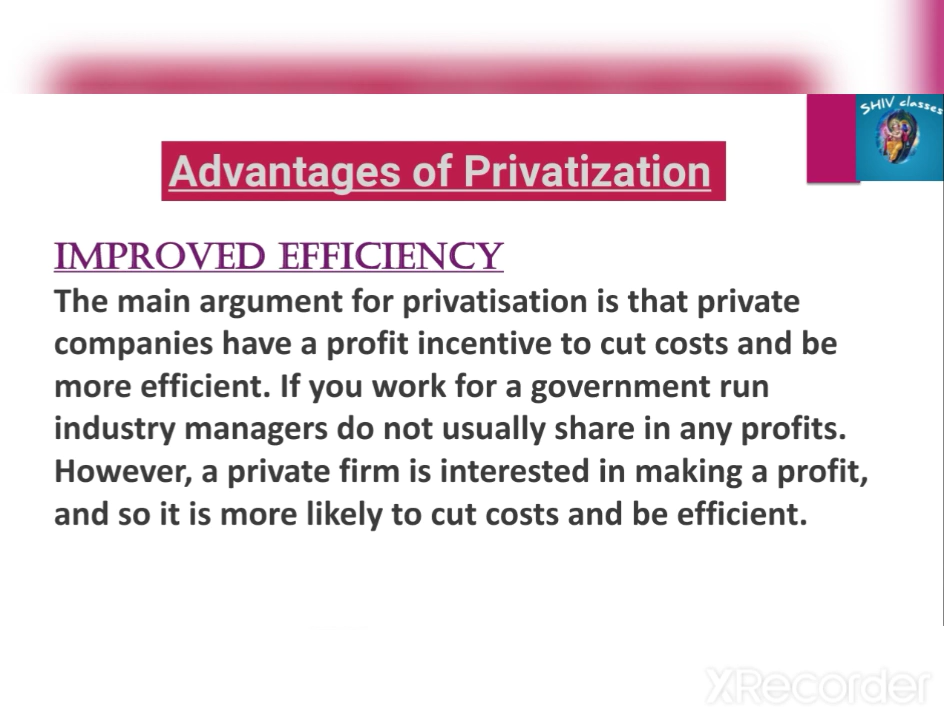 SHIV classes
Advantages of Privatization
IMPROVED EFFICIENCY
The main argument for privatisation is that private
companies have a profit incentive to cut costs and be
more efficient. If you work for a government run
industry managers do not usually share in any profits.
However, a private firm is interested in making a profit,
and so it is more likely to cut costs and be efficient.
XRecorder